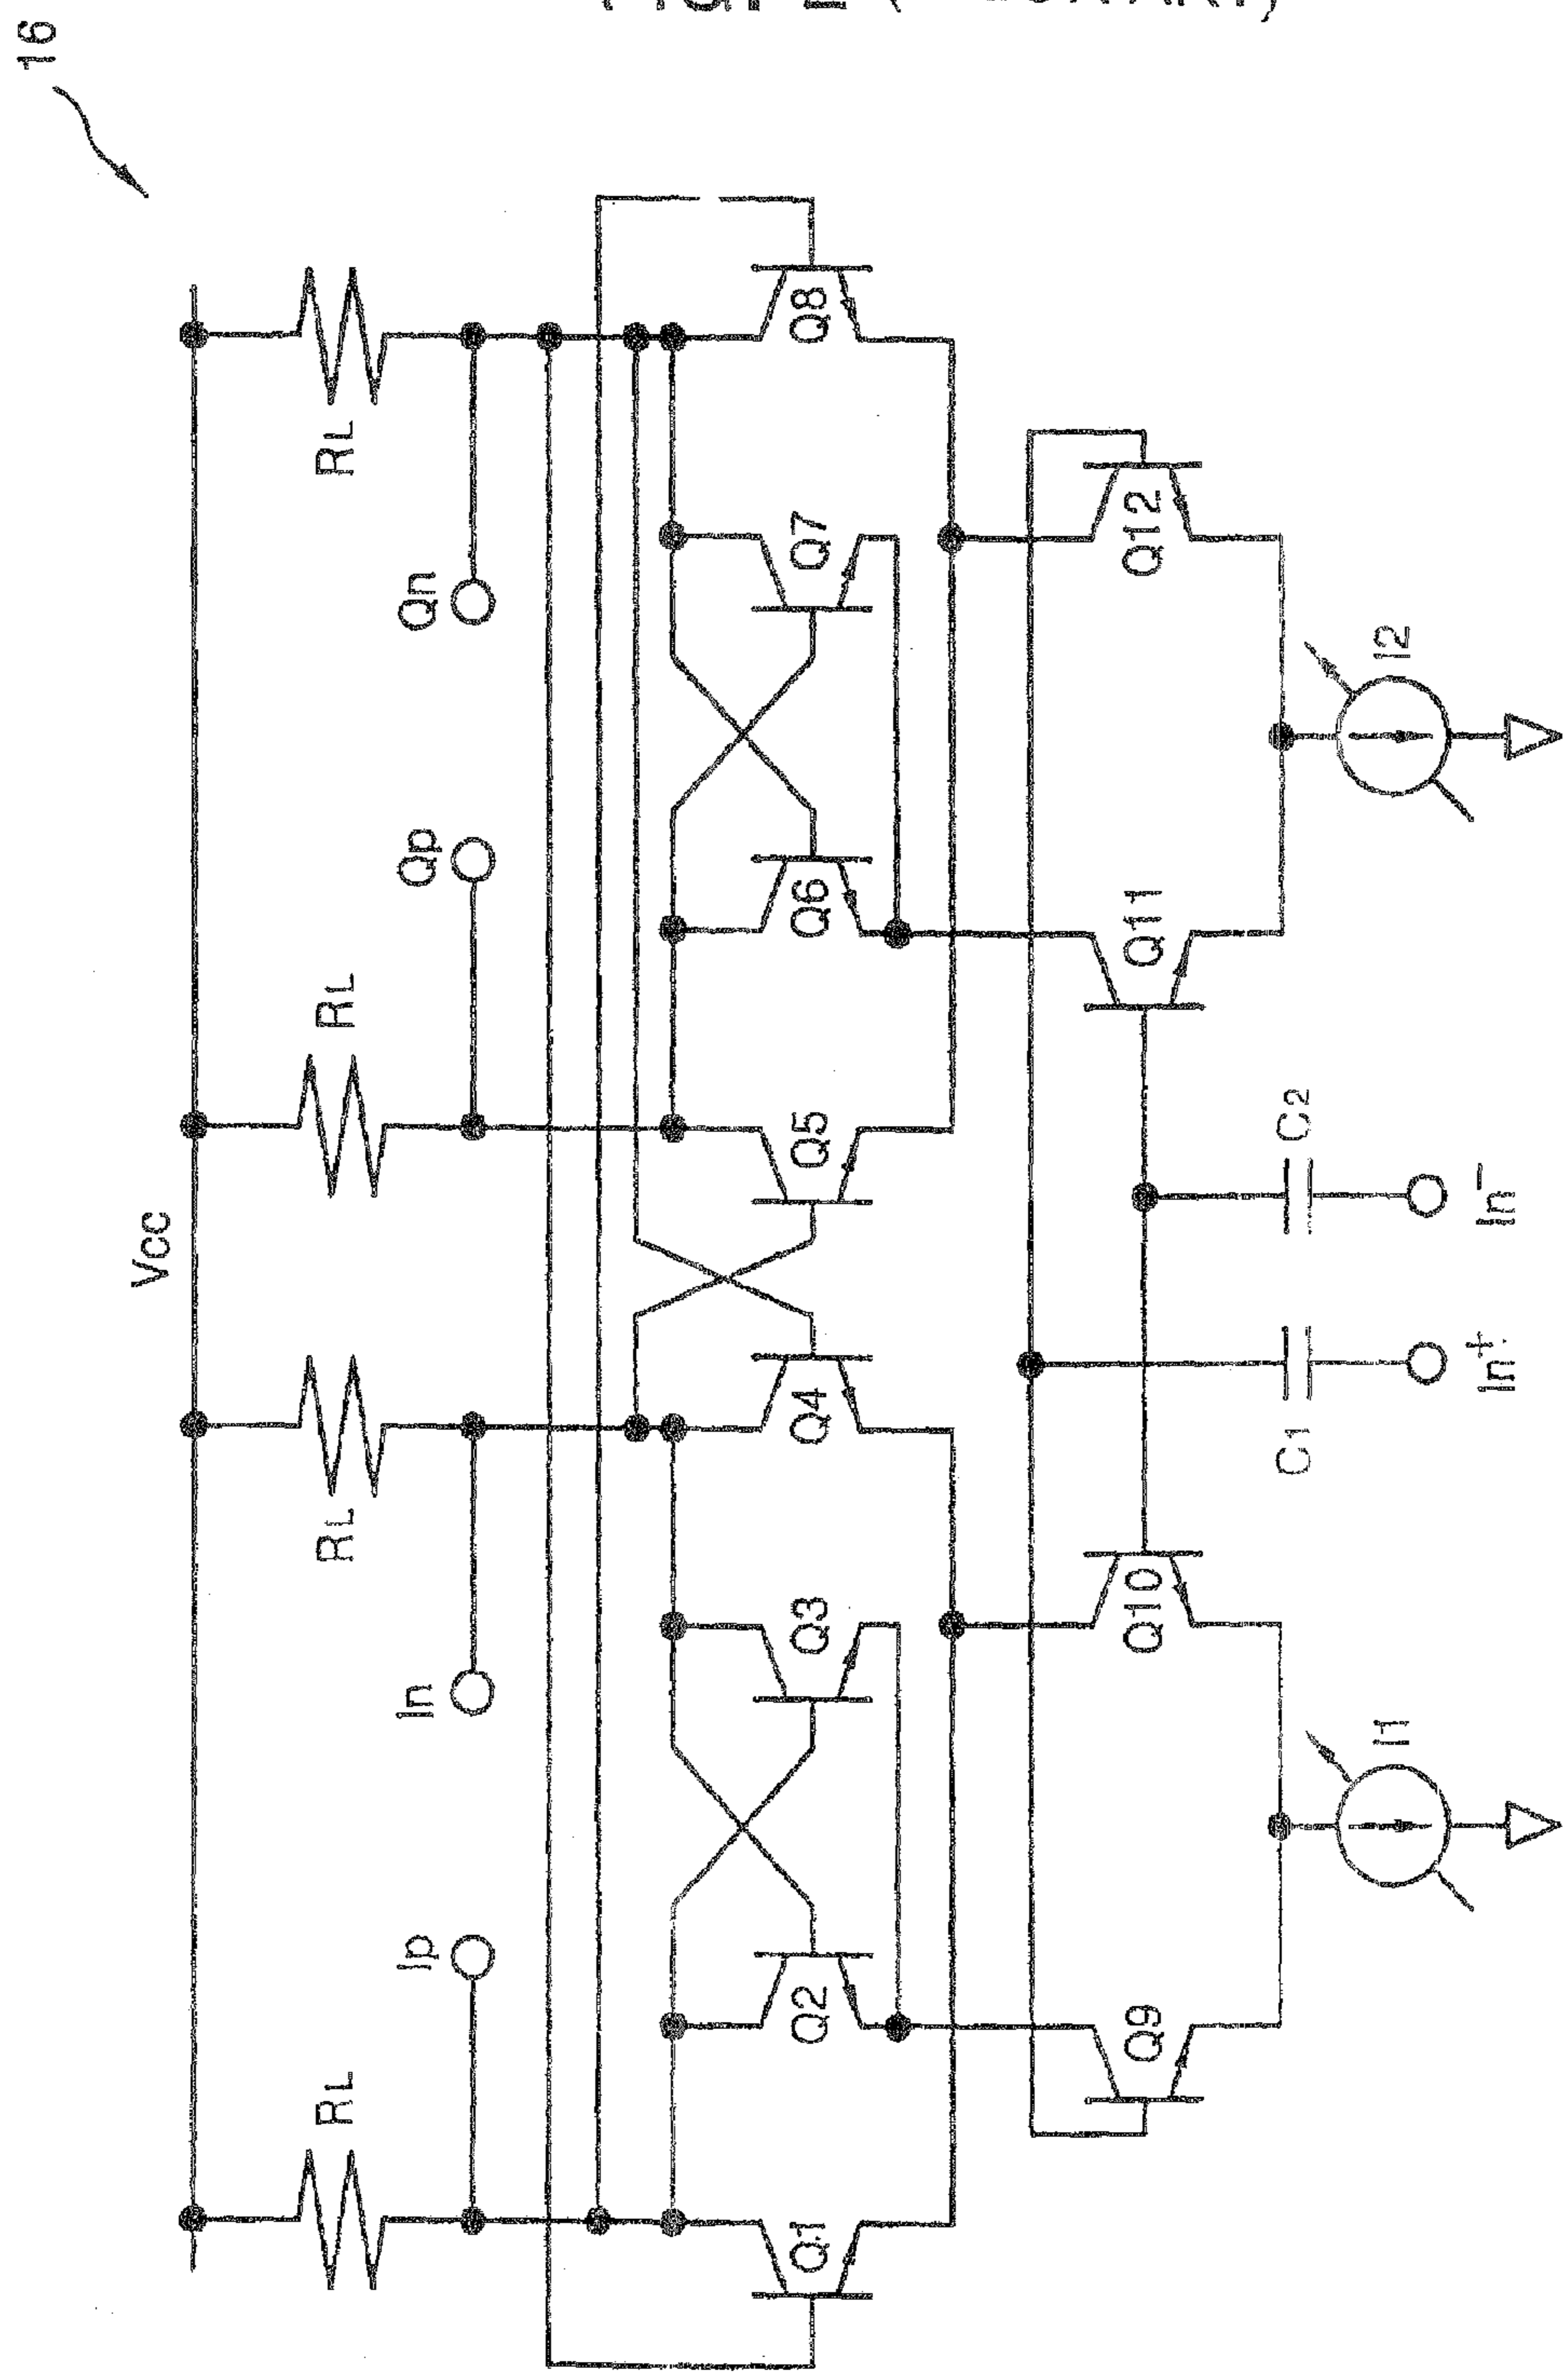 16
Vcc
RL
RL
RL
RL
Ip
In
Qp
Qn
Q1
Q2
Q3
Q4
Q5
Q6
Q7
Q8
Q9
Q10
Q11
Q12
C1
C2
In+
In-
I1
I2